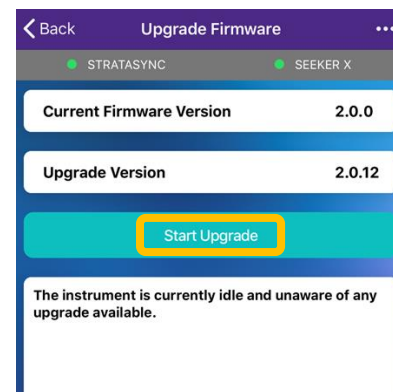 Back Upgrade Firmware
STRATASYNC SEEKER X
Current Firmware Version 2.0.0
Upgrade Version 2.0.12
Start Upgrade
The instrument is currently idle and unaware of any
upgrade available.